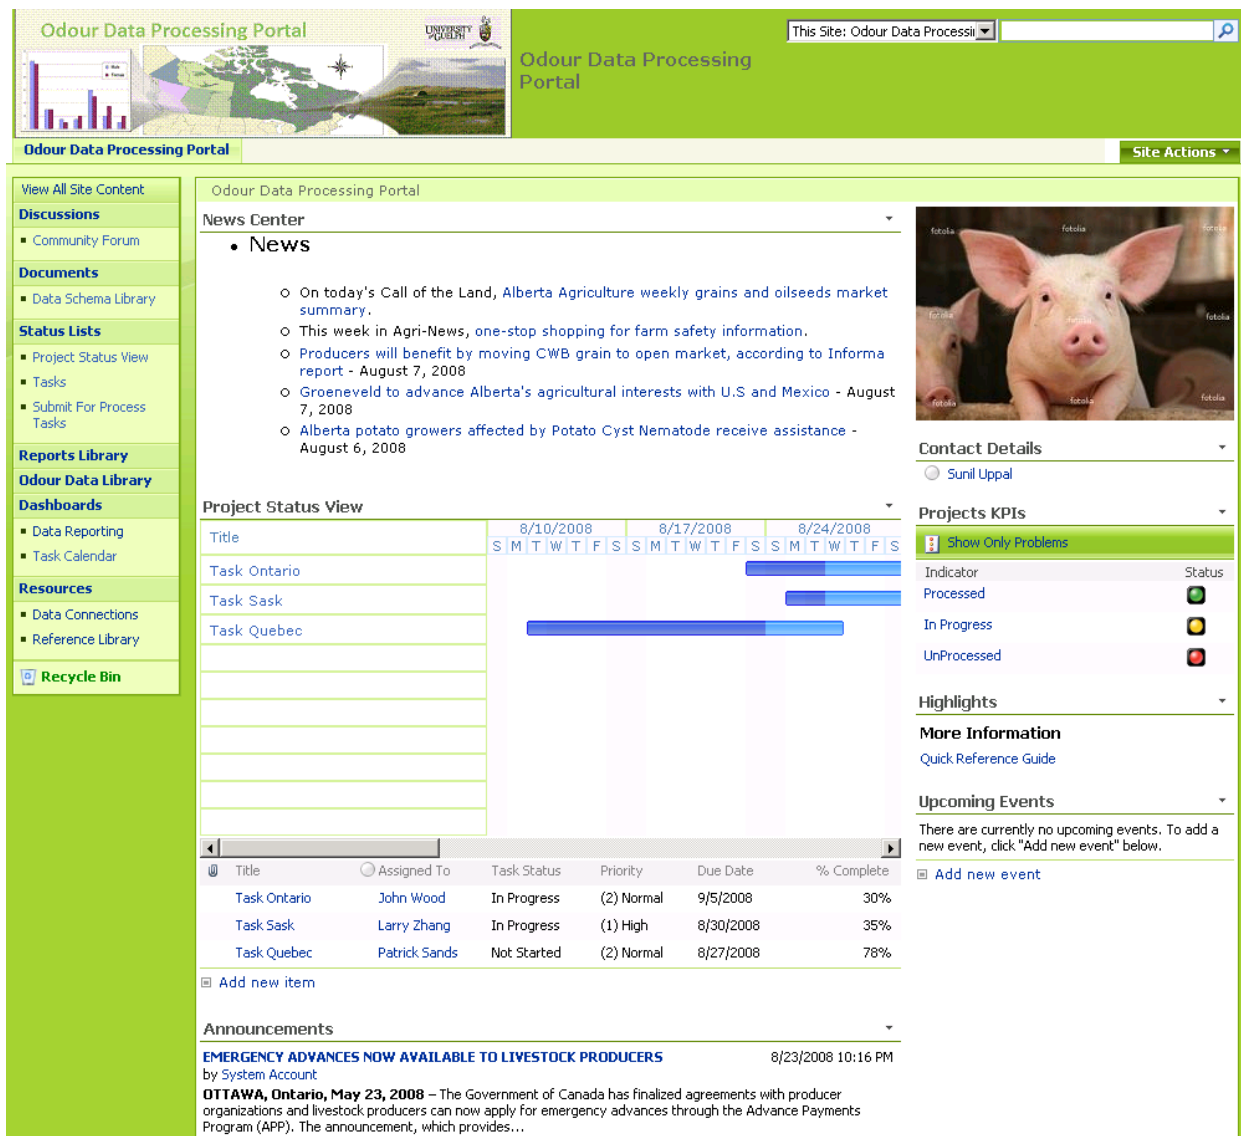 Odour Data Processing Portal
UNIVERSITY
of GUELPH
Odour Data Processing
Portal
This Site: Odour Data Processin
Odour Data Processing Portal
Site Actions
View All Site Content
Discussions
Community Forum
Documents
Data Schema Library
Status Lists
Project Status View
Tasks
Submit For Process
Tasks
Reports Library
Odour Data Library
Dashboards
Data Reporting
Task Calendar
Resources
Data Connections
Reference Library
Recycle Bin
Odour Data Processing Portal
News Center
• News
On today's Call of the Land, Alberta Agriculture weekly grains and oilseeds market
summary.
This week in Agri-News, one-stop shopping for farm safety information.
Producers will benefit by moving CWB grain to open market, according to Informa
report - August 7, 2008
Groeneveld to advance Alberta's agricultural interests with U.S and Mexico - August
7, 2008
Alberta potato growers affected by Potato Cyst Nematode receive assistance -
August 6, 2008
Project Status View
Title 8/10/2008 8/17/2008 8/24/2008
S M T W T F S S M T W T F S S M T W T F S
Task Ontario
Task Sask
Task Quebec
Title Assigned To Task Status Priority Due Date % Complete
Task Ontario John Wood In Progress (2) Normal 9/5/2008 30%
Task Sask Larry Zhang In Progress (1) High 8/30/2008 35%
Task Quebec Patrick Sands Not Started (2) Normal 8/27/2008 78%
Add new item
Announcements
EMERGENCY ADVANCES NOW AVAILABLE TO LIVESTOCK PRODUCERS 8/23/2008 10:16 PM
by System Account
OTTAWA, Ontario, May 23, 2008 – The Government of Canada has finalized agreements with producer
organizations and livestock producers can now apply for emergency advances through the Advance Payments
Program (APP). The announcement, which provides...
fotolia fotolia fotolia
fotolia fotolia fotolia
fotolia fotolia fotolia
Contact Details
Sunil Uppal
Projects KPIs
Show Only Problems
Indicator Status
Processed
In Progress
UnProcessed
Highlights
More Information
Quick Reference Guide
Upcoming Events
There are currently no upcoming events. To add a
new event, click "Add new event" below.
Add new event